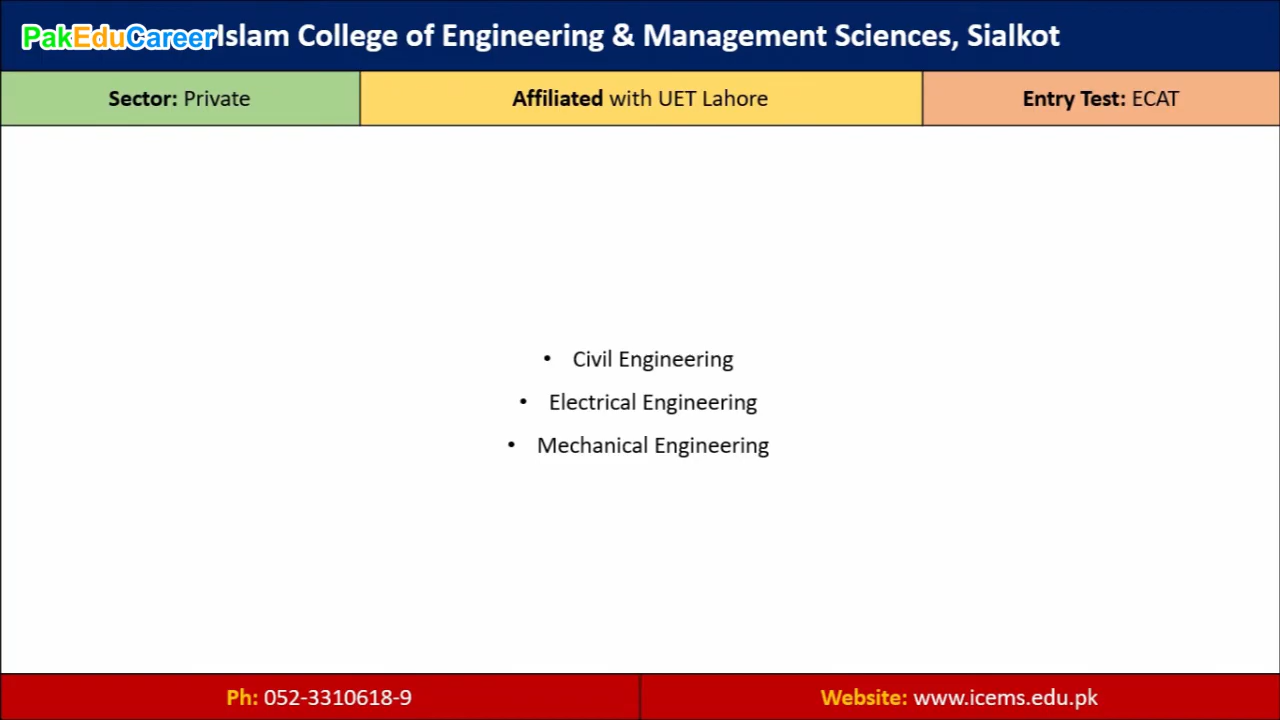 PakEduCareer
Islam College of Engineering & Management Sciences, Sialkot
Sector: Private
Affiliated with UET Lahore
Entry Test: ECAT
• Civil Engineering
• Electrical Engineering
• Mechanical Engineering
Ph: 052-3310618-9
Website: www.icems.edu.pk